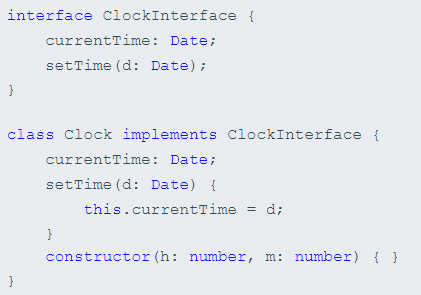 interface ClockInterface {
    currentTime: Date;
    setTime(d: Date);
}
class Clock implements ClockInterface {
    currentTime: Date;
    setTime(d: Date) {
        this.currentTime = d;
    }
    constructor(h: number, m: number) { }
}